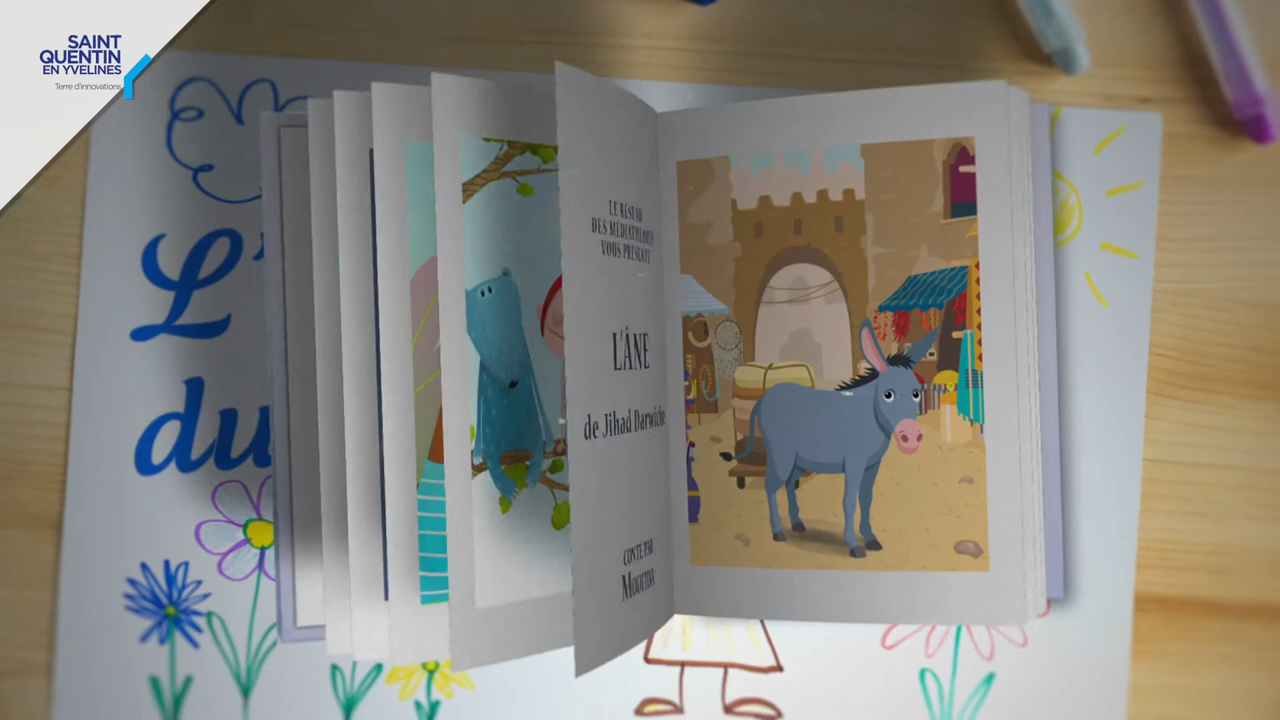 SAINT
QUENTIN
EN YVELINES
Terre d'innovations
L'
du
LE RÉSEAU
DES MÉDIATHÈQUES
VOUS PRÉSENTE
L'ÂNE
de Jihad Darwiche
CONTÉ PAR